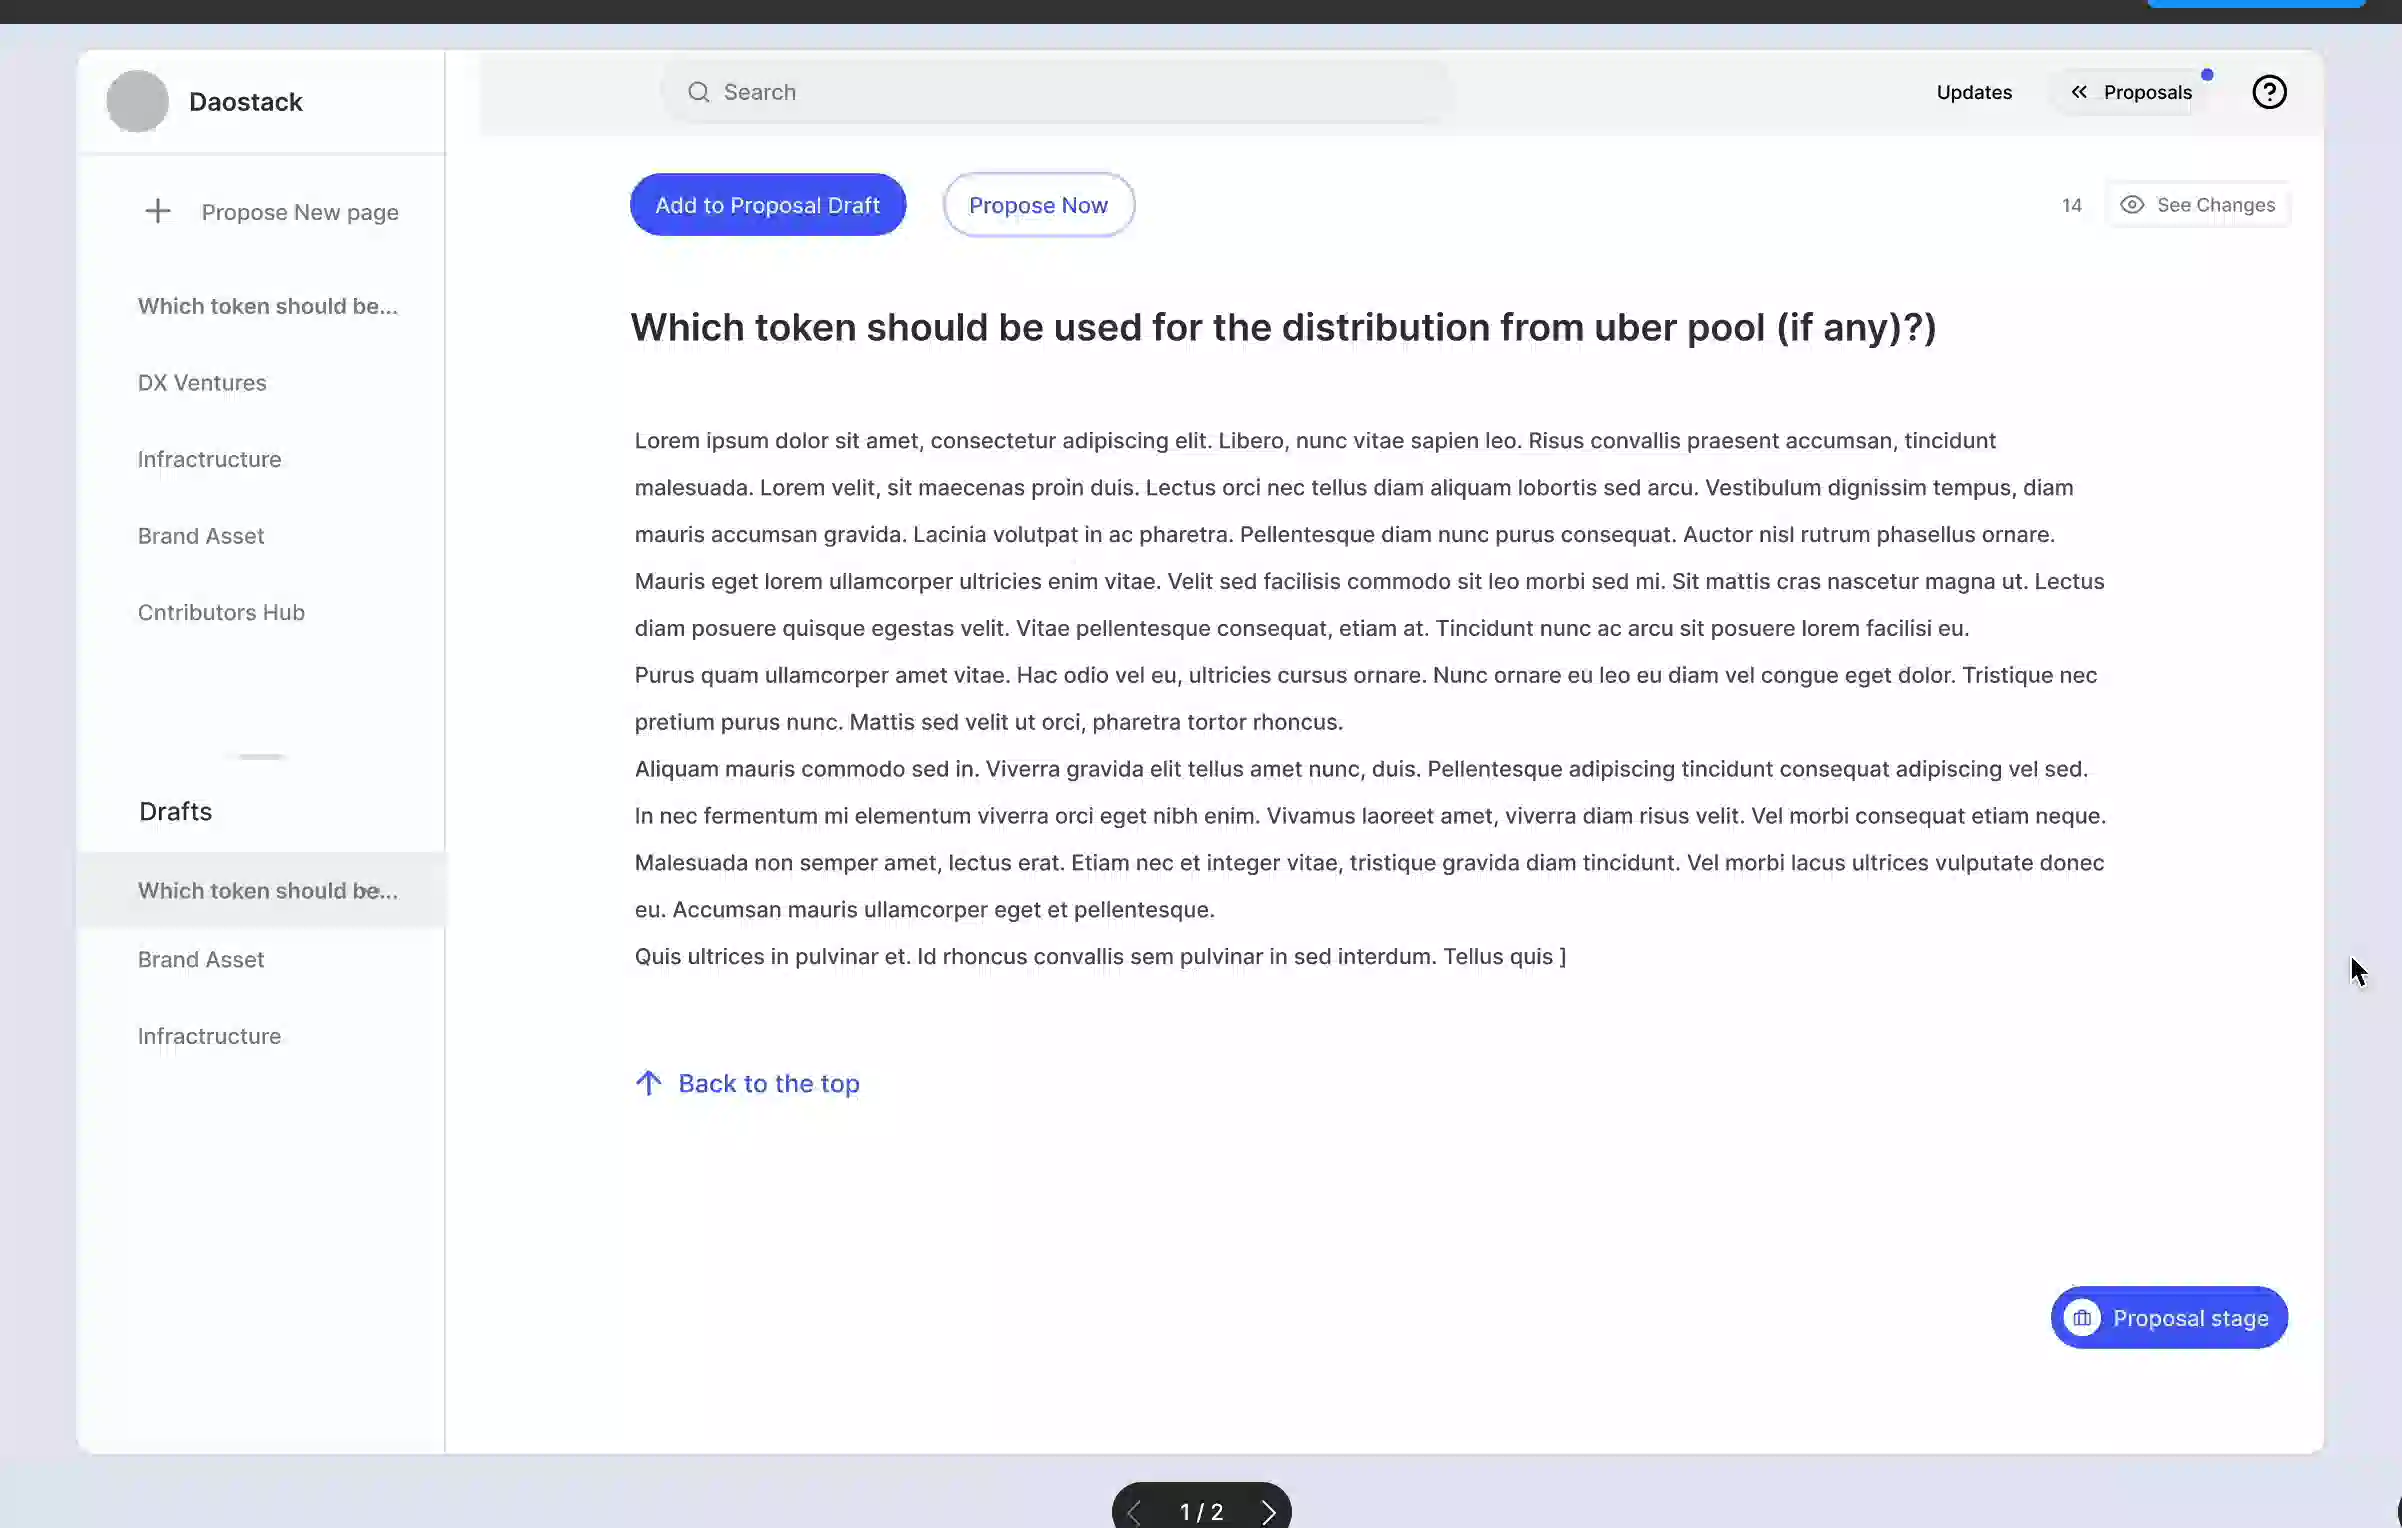 Daostack
Search
Updates
Proposals
Propose New page
Add to Proposal Draft
Propose Now
14
See Changes
Which token should be...
DX Ventures
Infractructure
Brand Asset
Cntributors Hub
Drafts
Which token should be...
Brand Asset
Infractructure
Which token should be used for the distribution from uber pool (if any)?)
Lorem ipsum dolor sit amet, consectetur adipiscing elit. Libero, nunc vitae sapien leo. Risus convallis praesent accumsan, tincidunt
malesuada. Lorem velit, sit maecenas proin duis. Lectus orci nec tellus diam aliquam lobortis sed arcu. Vestibulum dignissim tempus, diam
mauris accumsan gravida. Lacinia volutpat in ac pharetra. Pellentesque diam nunc purus consequat. Auctor nisl rutrum phasellus ornare.
Mauris eget lorem ullamcorper ultricies enim vitae. Velit sed facilisis commodo sit leo morbi sed mi. Sit mattis cras nascetur magna ut. Lectus
diam posuere quisque egestas velit. Vitae pellentesque consequat, etiam at. Tincidunt nunc ac arcu sit posuere lorem facilisi eu.
Purus quam ullamcorper amet vitae. Hac odio vel eu, ultricies cursus ornare. Nunc ornare eu leo eu diam vel congue eget dolor. Tristique nec
pretium purus nunc. Mattis sed velit ut orci, pharetra tortor rhoncus.
Aliquam mauris commodo sed in. Viverra gravida elit tellus amet nunc, duis. Pellentesque adipiscing tincidunt consequat adipiscing vel sed.
In nec fermentum mi elementum viverra orci eget nibh enim. Vivamus laoreet amet, viverra diam risus velit. Vel morbi consequat etiam neque.
Malesuada non semper amet, lectus erat. Etiam nec et integer vitae, tristique gravida diam tincidunt. Vel morbi lacus ultrices vulputate donec
eu. Accumsan mauris ullamcorper eget et pellentesque.
Quis ultrices in pulvinar et. Id rhoncus convallis sem pulvinar in sed interdum. Tellus quis ]
Back to the top
Proposal stage
1 / 2